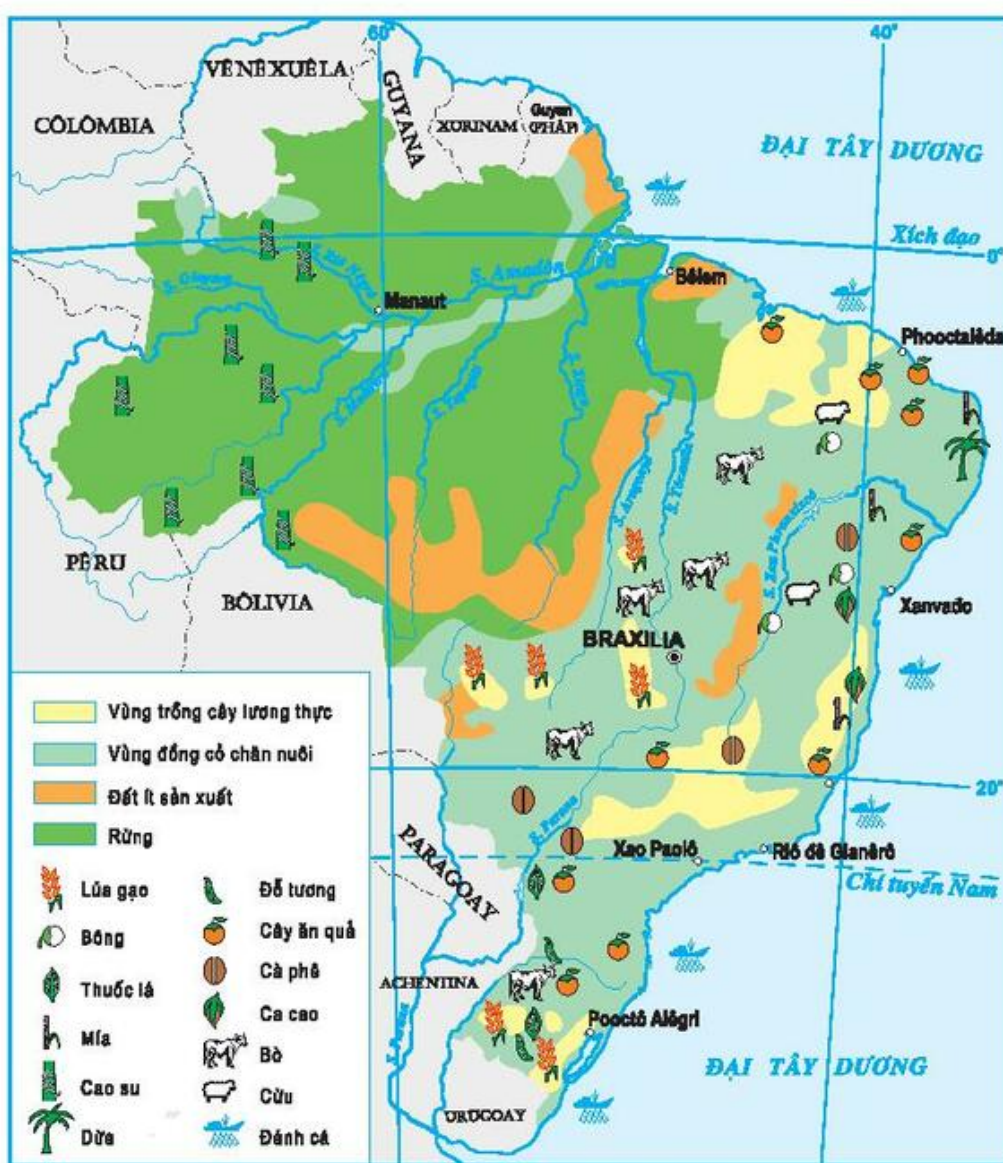 60°
40°
VÊNÊXUÊLA
CÔLÔMBIA
GUYANA
XURINAM
Guyan
(PHÁP)
ĐẠI TÂY DƯƠNG
Xích đạo
0°
S. Amadôn
Bêlem
Manaut
Phooctalêda
PÊRU
BÔLIVIA
BRAXILIA
Xanvađo
S. Parana
20°
PARAGOAY
Xao Paolô
Riô đê Gianêrô
Chí tuyến Nam
ACHENTINA
Pooctô Alêgri
ĐẠI TÂY DƯƠNG
URUGOAY
Vùng trồng cây lương thực
Vùng đồng cỏ chăn nuôi
Đất ít sản xuất
Rừng
Lúa gạo
Bông
Thuốc lá
Mía
Cao su
Dừa
Đỗ tương
Cây ăn quả
Cà phê
Ca cao
Bò
Cừu
Đánh cá